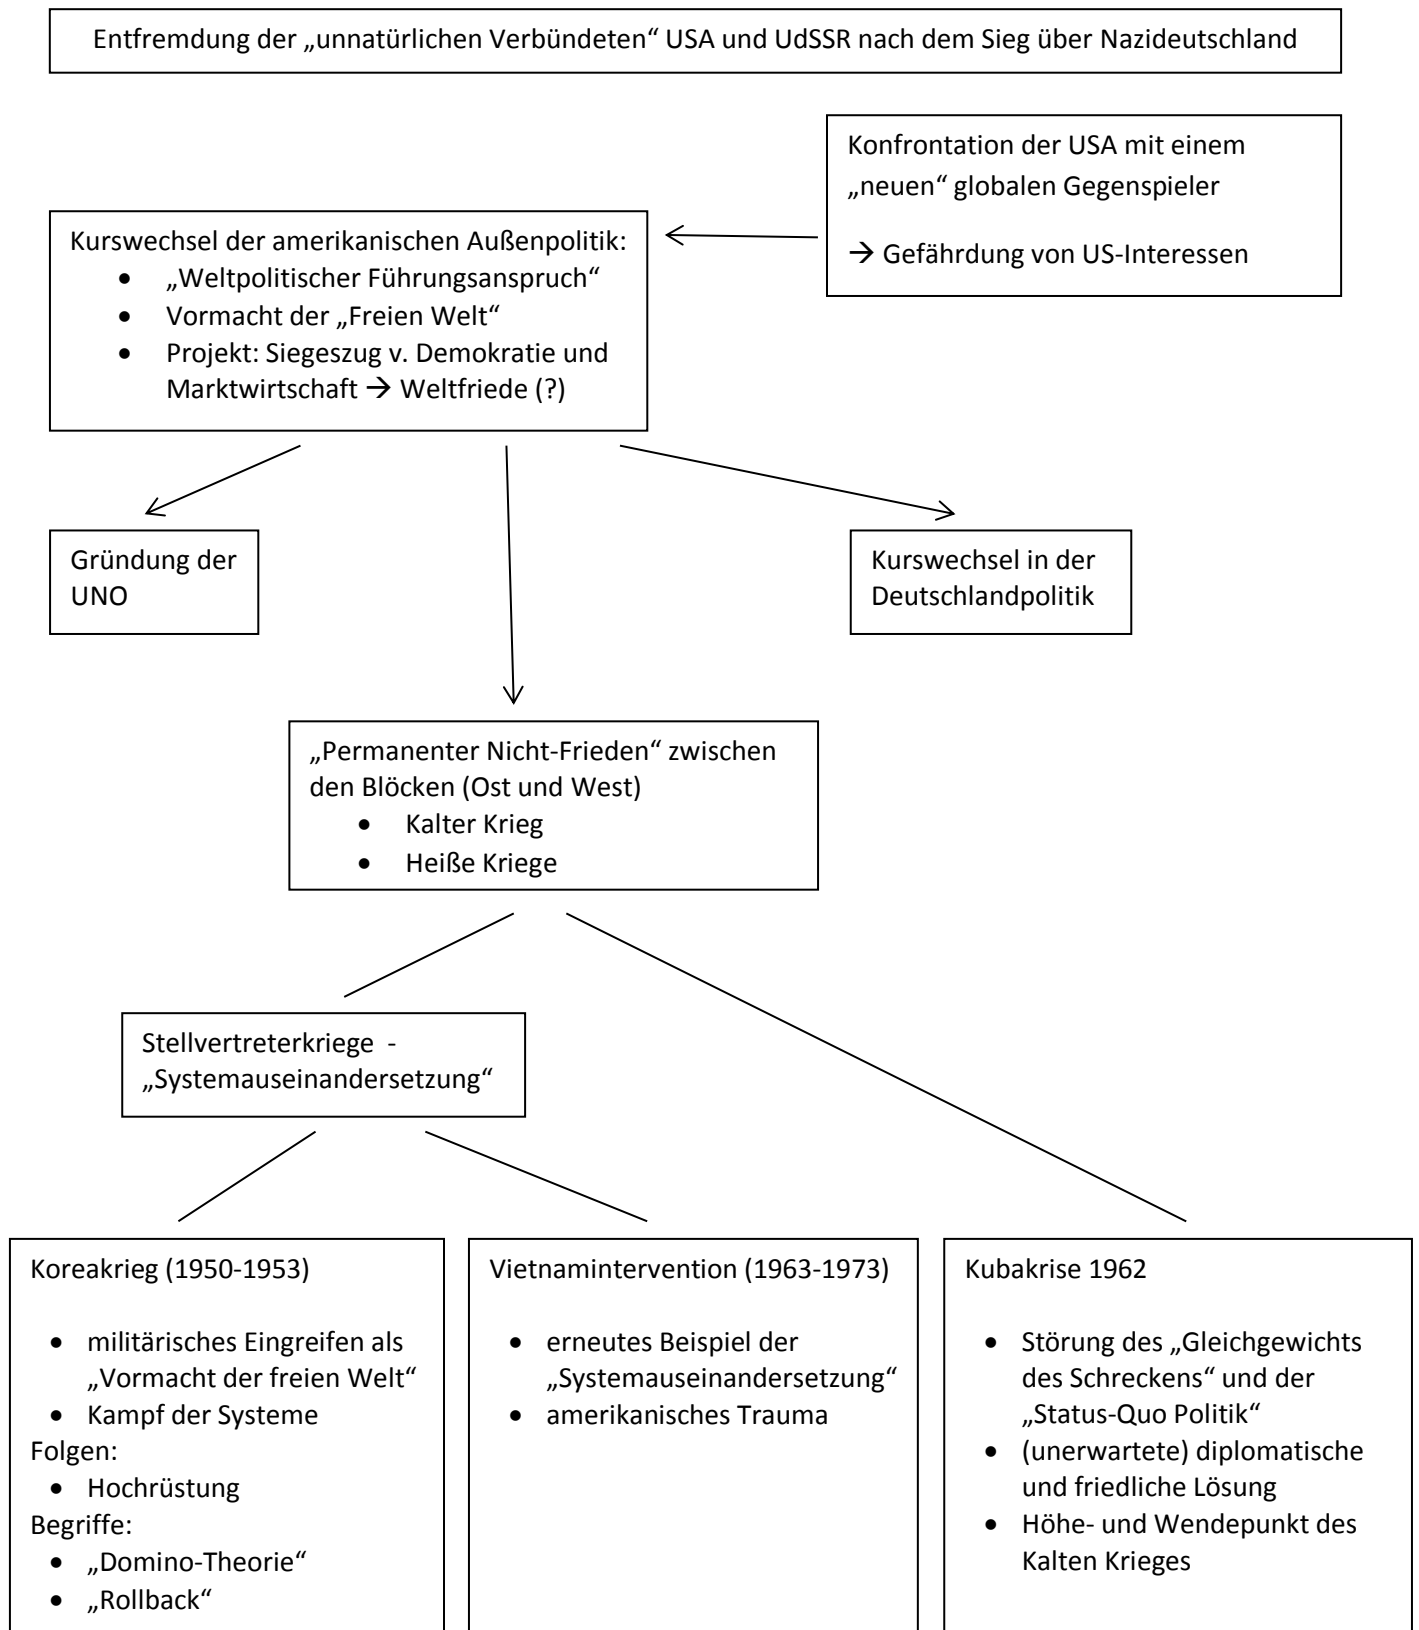 Entfremdung der „unnatürlichen Verbündeten“ USA und UdSSR nach dem Sieg über Nazideutschland
Konfrontation der USA mit einem
„neuen“ globalen Gegenspieler
→ Gefährdung von US-Interessen
Kurswechsel der amerikanischen Außenpolitik:
• „Weltpolitischer Führungsanspruch“
• Vormacht der „Freien Welt“
• Projekt: Siegeszug v. Demokratie und
Marktwirtschaft → Weltfriede (?)
Gründung der
UNO
Kurswechsel in der
Deutschlandpolitik
„Permanenter Nicht-Frieden“ zwischen
den Blöcken (Ost und West)
• Kalter Krieg
• Heiße Kriege
Stellvertreterkriege -
„Systemauseinandersetzung“
Koreakrieg (1950-1953)
• militärisches Eingreifen als
„Vormacht der freien Welt“
• Kampf der Systeme
Folgen:
• Hochrüstung
Begriffe:
• „Domino-Theorie“
• „Rollback“
Vietnamintervention (1963-1973)
• erneutes Beispiel der
„Systemauseinandersetzung“
• amerikanisches Trauma
Kubakrise 1962
• Störung des „Gleichgewichts
des Schreckens“ und der
„Status-Quo Politik“
• (unerwartete) diplomatische
und friedliche Lösung
• Höhe- und Wendepunkt des
Kalten Krieges